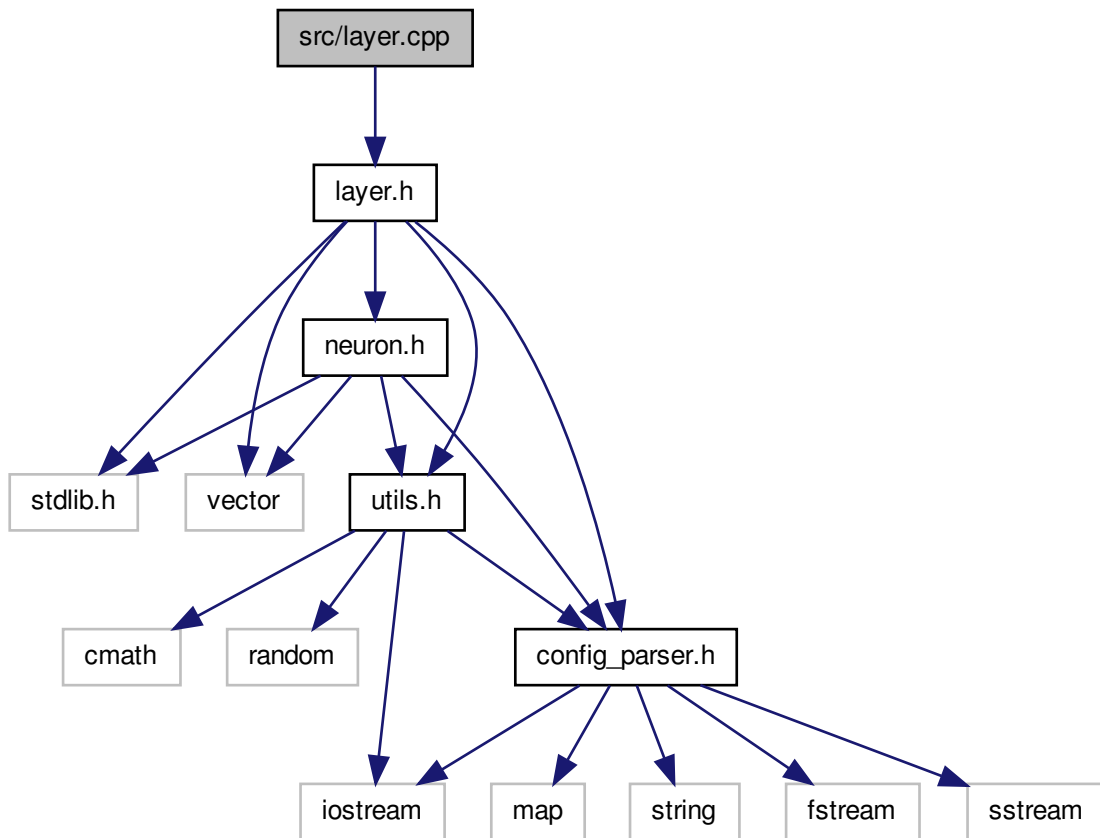 src/layer.cpp
layer.h
neuron.h
stdlib.h
vector
utils.h
cmath
random
config_parser.h
iostream
map
string
fstream
sstream